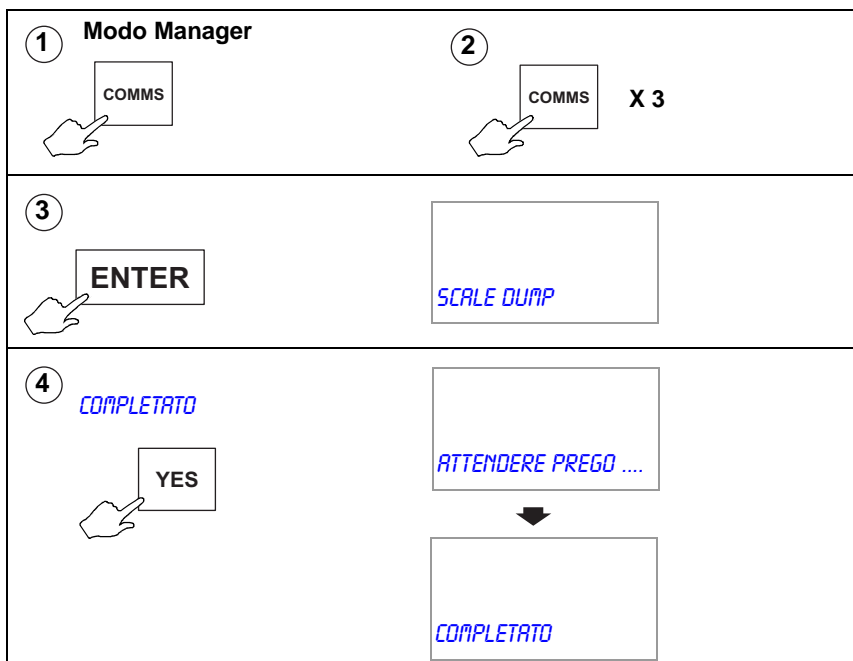 1 Modo Manager
COMMS
2
COMMS X 3
3
ENTER
SCALE DUMP
4
COMPLETATO
YES
ATTENDERE PREGO ....
COMPLETATO